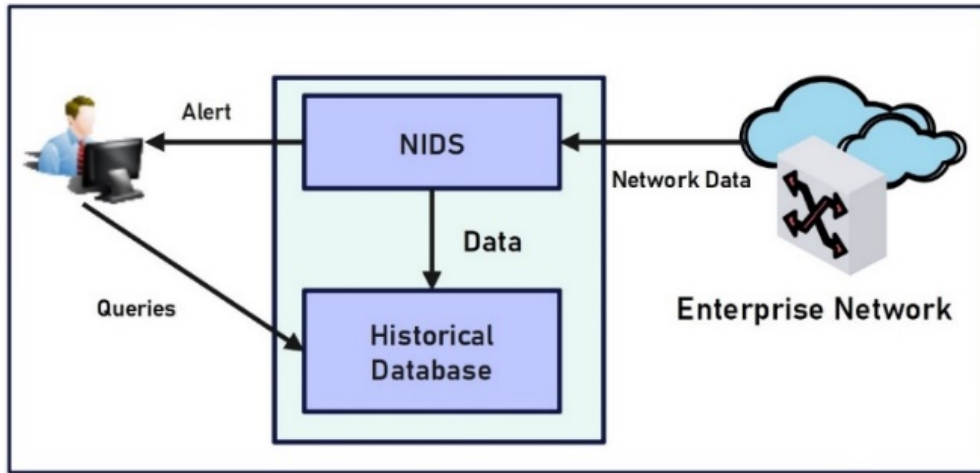 Alert
NIDS
Network Data
Data
Enterprise Network
Queries
Historical
Database